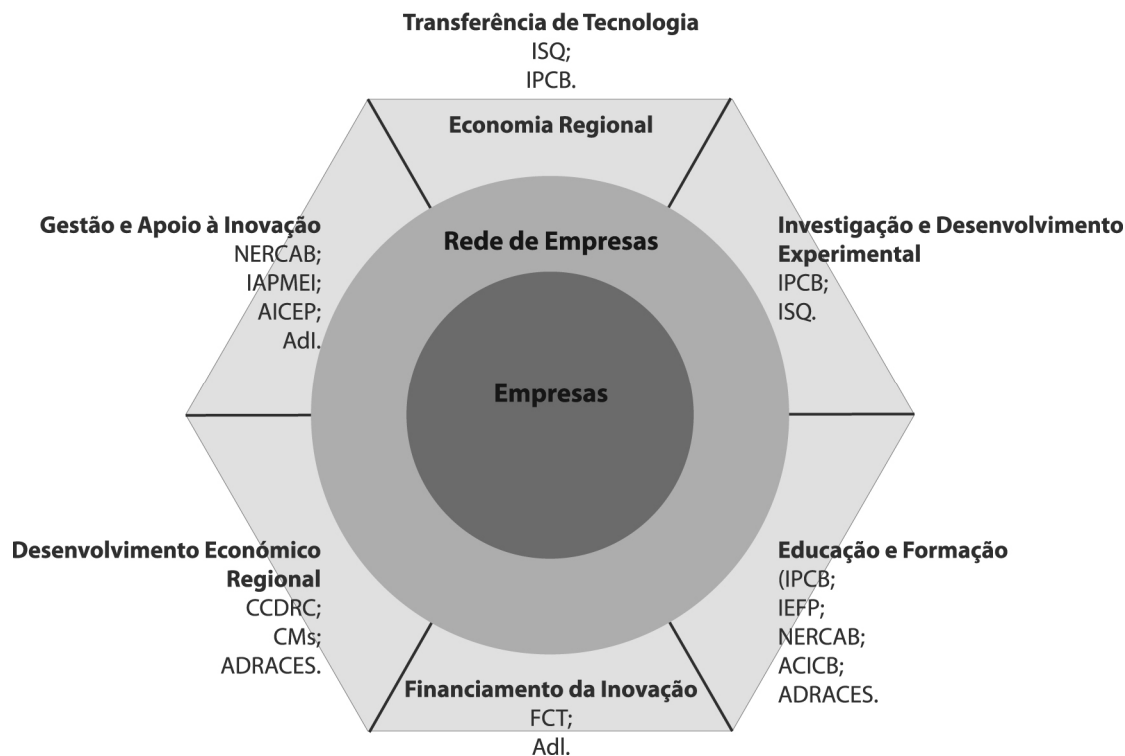 Transferência de Tecnologia
ISQ;
IPCB.
Economia Regional
Gestão e Apoio à Inovação
NERCAB;
IAPMEI;
AICEP;
AdI.
Rede de Empresas
Investigação e Desenvolvimento
Experimental
IPCB;
ISQ.
Empresas
Desenvolvimento Económico
Regional
CCDRC;
CMs;
ADRACES.
Educação e Formação
(IPCB;
IEFP;
NERCAB;
ACICB;
ADRACES.
Financiamento da Inovação
FCT;
AdI.